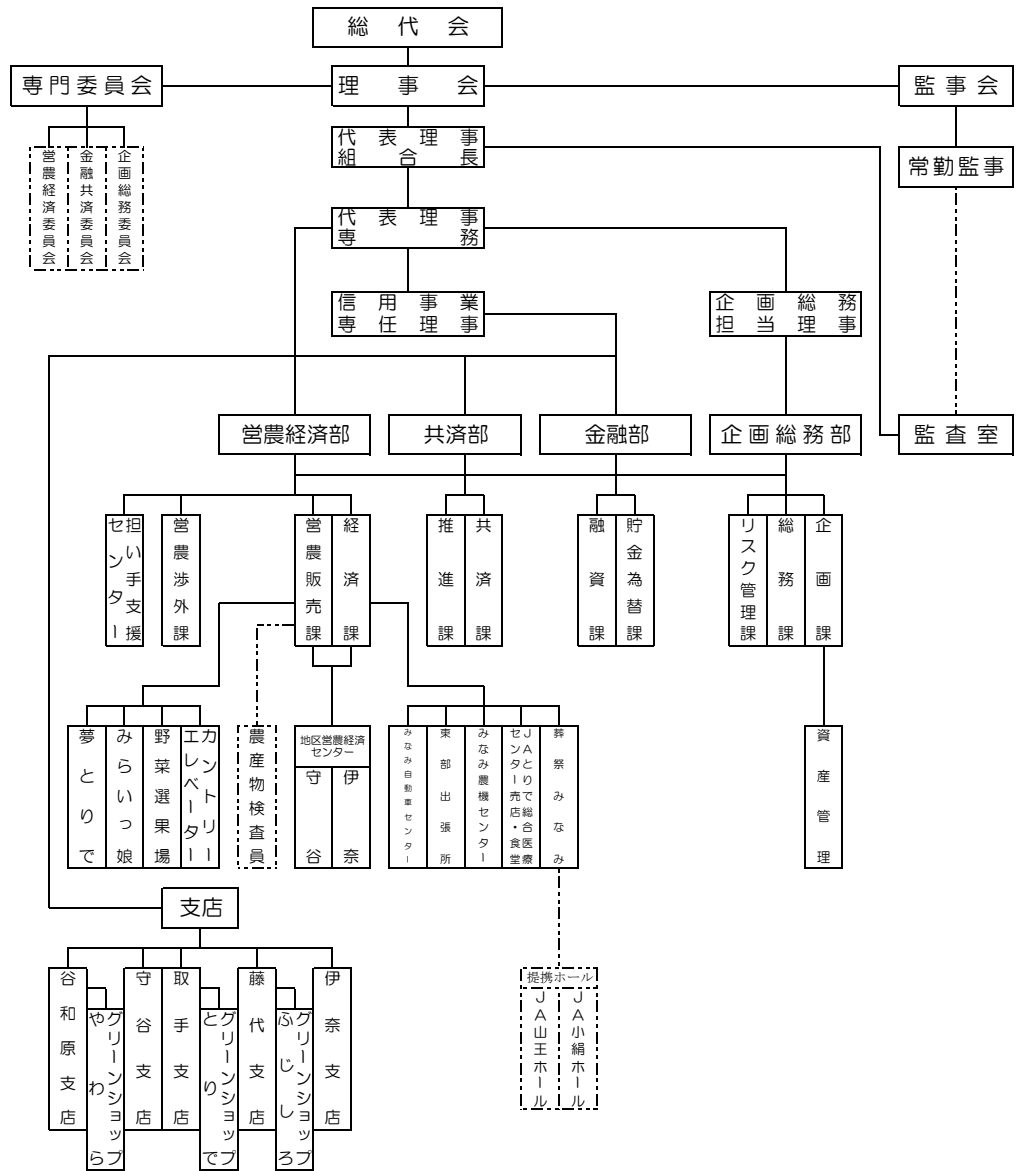 総代会
専門委員会
理事会
監事会
代表理事
組合長
常勤監事
営農経済委員会
金融共済委員会
企画総務委員会
代表理事
専務
信用事業
専任理事
企画総務
担当理事
営農経済部
共済部
金融部
企画総務部
監査室
担い手支援
センター
営農渉外課
営農販売課
経済課
推進課
共済課
融資課
貯金為替課
リスク管理課
総務課
企画課
夢とりで
みらいっ娘
野菜選果場
カントリー
エレベーター
農産物検査員
地区営農経済
センター
守谷
伊奈
みなみ自動車センター
東部出張所
みなみ農機センター
JAとりで総合医療
センター売店・食堂
葬祭みなみ
資産管理
支店
谷和原支店
グリーンショップ
やわら
守谷支店
取手支店
グリーンショップ
とりで
藤代支店
グリーンショップ
ふじしろ
伊奈支店
提携ホール
JA山王ホール
JA小絹ホール